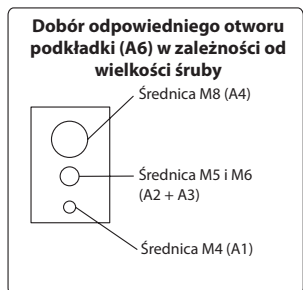 Dobór odpowiedniego otworu
podkładki (A6) w zależności od
wielkości śruby
Średnica M8 (A4)
Średnica M5 i M6
(A2 + A3)
Średnica M4 (A1)